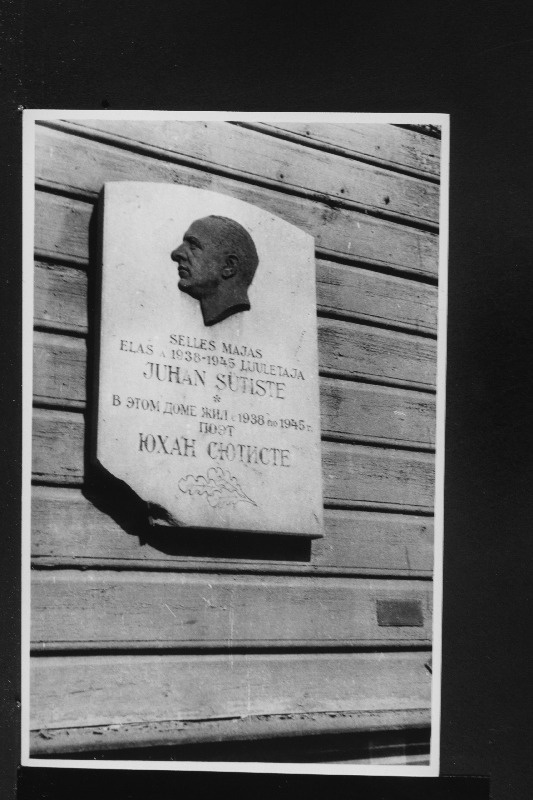 SELLES MAJAS
ELAS A 1938-1945 LUULETAJA
JUHAN SÜTISTE
*
В ЭТОМ ДОМЕ ЖИЛ с 1938 по 1945 г.
ПОЭТ
ЮХАН СЮТИСТЕ